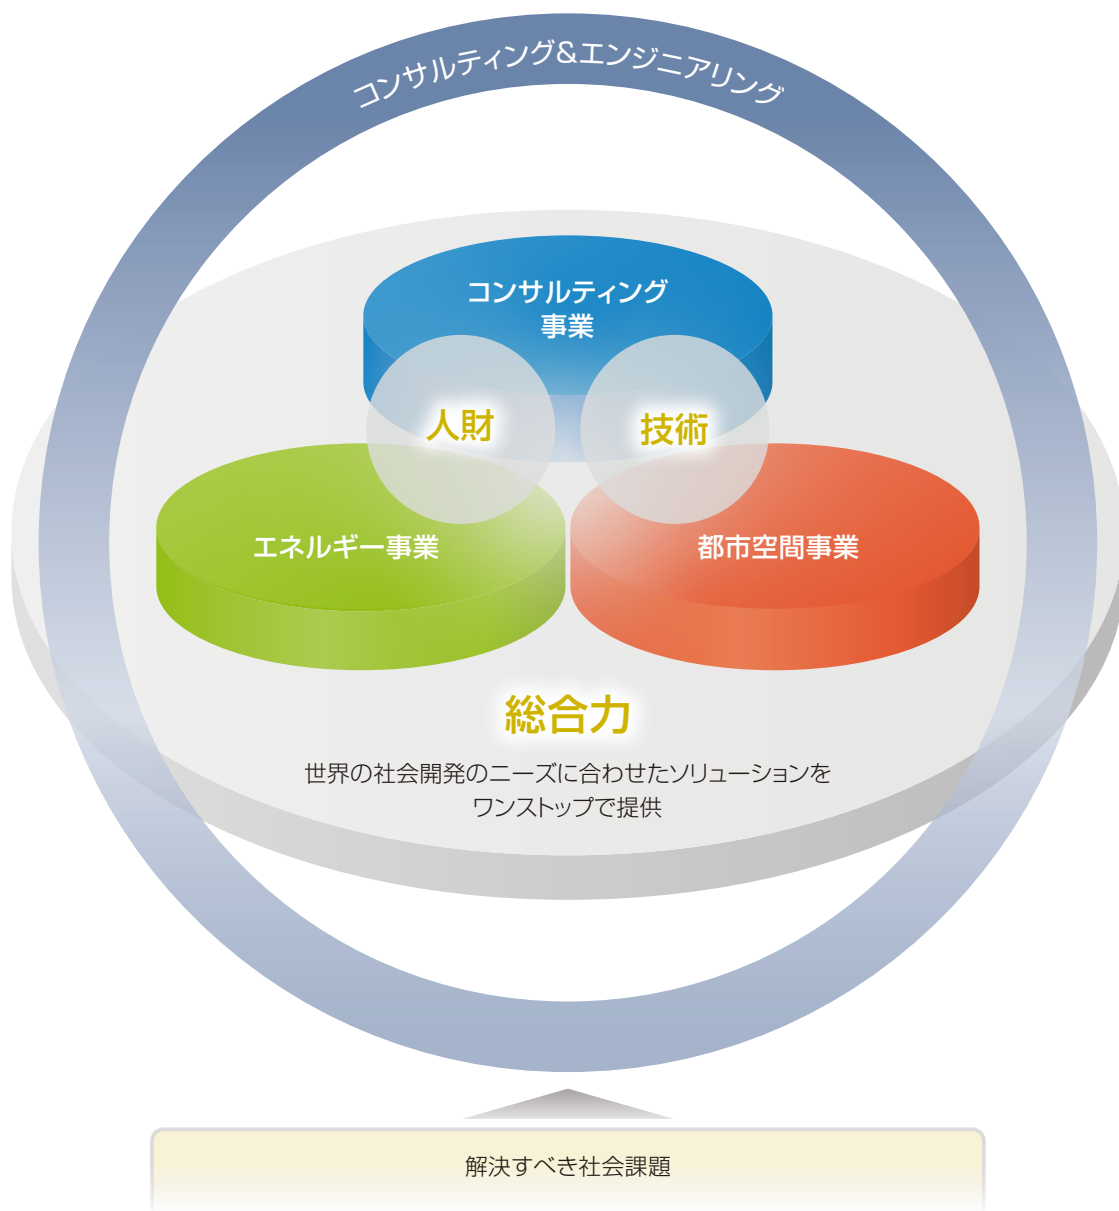 コンサルティング&エンジニアリング
コンサルティング
事業
人財
技術
エネルギー事業
都市空間事業
総合力
世界の社会開発のニーズに合わせたソリューションを
ワンストップで提供
解決すべき社会課題